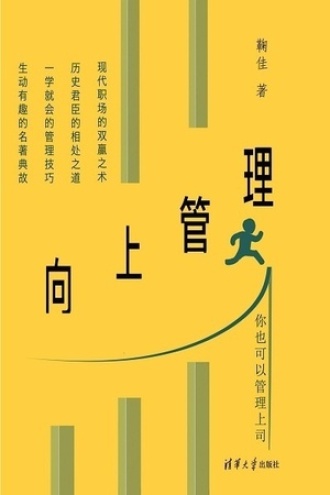 鞠佳 著
现代职场的双赢之术
历史君臣的相处之道
一学就会的管理技巧
生动有趣的名著典故
向上管理
你也可以管理上司
清华大学出版社